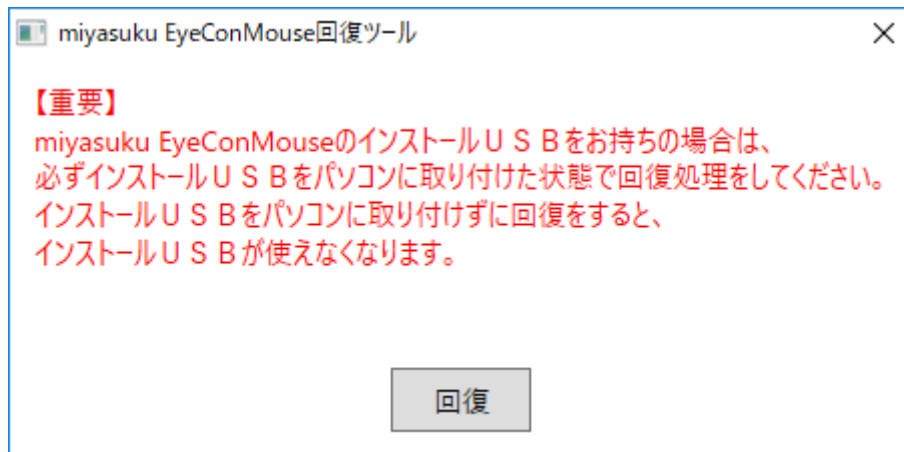 miyasuku EyeConMouse回復ツール
【重要】
miyasuku EyeConMouseのインストールＵＳＢをお持ちの場合は、
必ずインストールＵＳＢをパソコンに取り付けた状態で回復処理をしてください。
インストールＵＳＢをパソコンに取り付けずに回復をすると、
インストールＵＳＢが使えなくなります。
回復